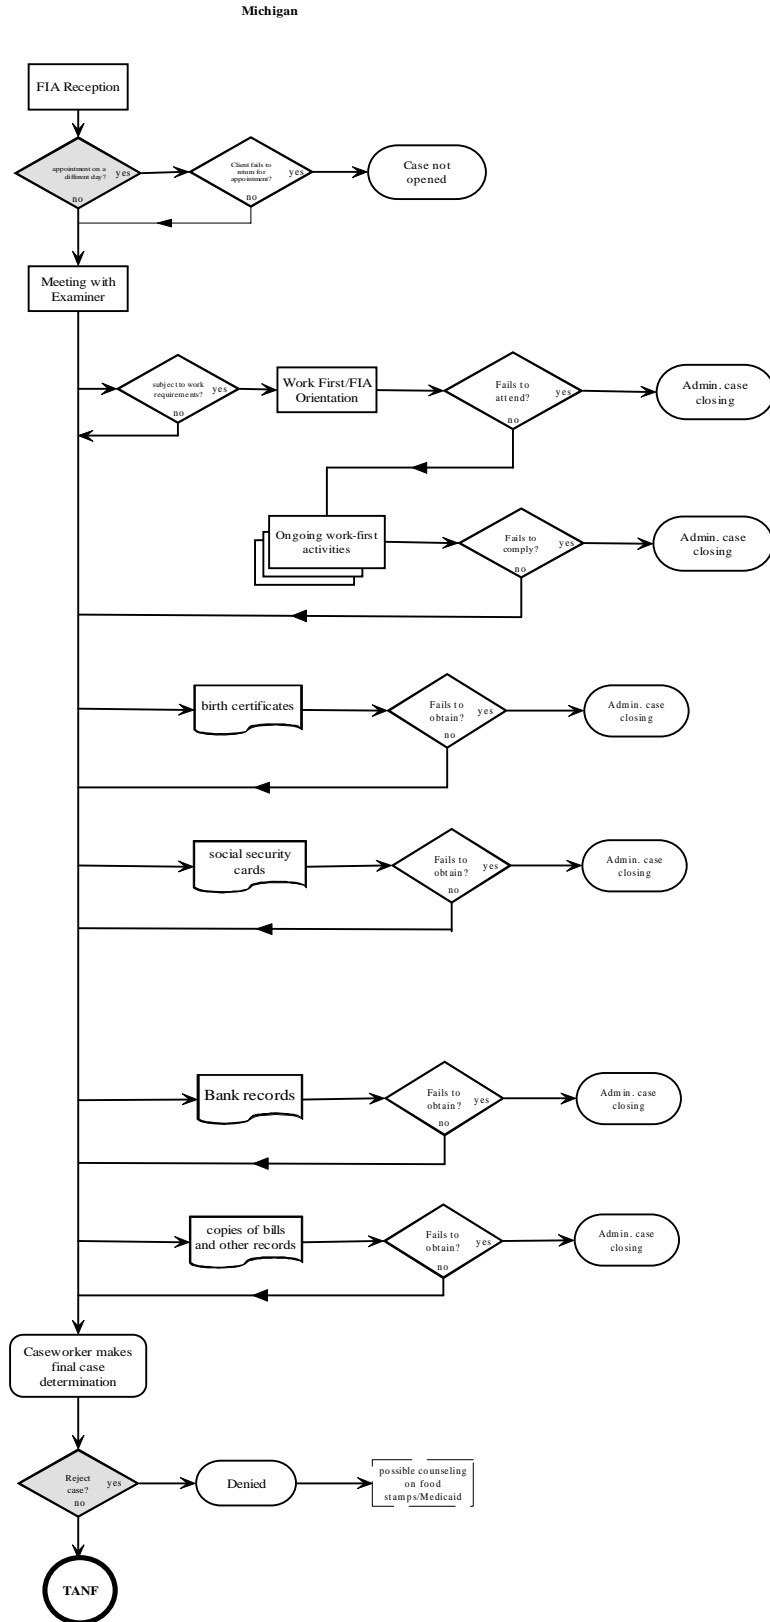 Michigan
FIA Reception
appointment on a
different day?
yes
no
Client fails to
return for
appointment?
yes
no
Case not
opened
Meeting with
Examiner
subject to work
requirements?
yes
no
Work First/FIA
Orientation
Fails to
attend?
yes
no
Admin. case
closing
Ongoing work-first
activities
Fails to
comply?
yes
no
Admin. case
closing
birth certificates
Fails to
obtain?
yes
no
Admin. case
closing
social security
cards
Fails to
obtain?
yes
no
Admin. case
closing
Bank records
Fails to
obtain?
yes
no
Admin. case
closing
copies of bills
and other records
Fails to
obtain?
yes
no
Admin. case
closing
Caseworker makes
final case
determination
Reject
case?
yes
no
Denied
possible counseling
on food
stamps/Medicaid
TANF